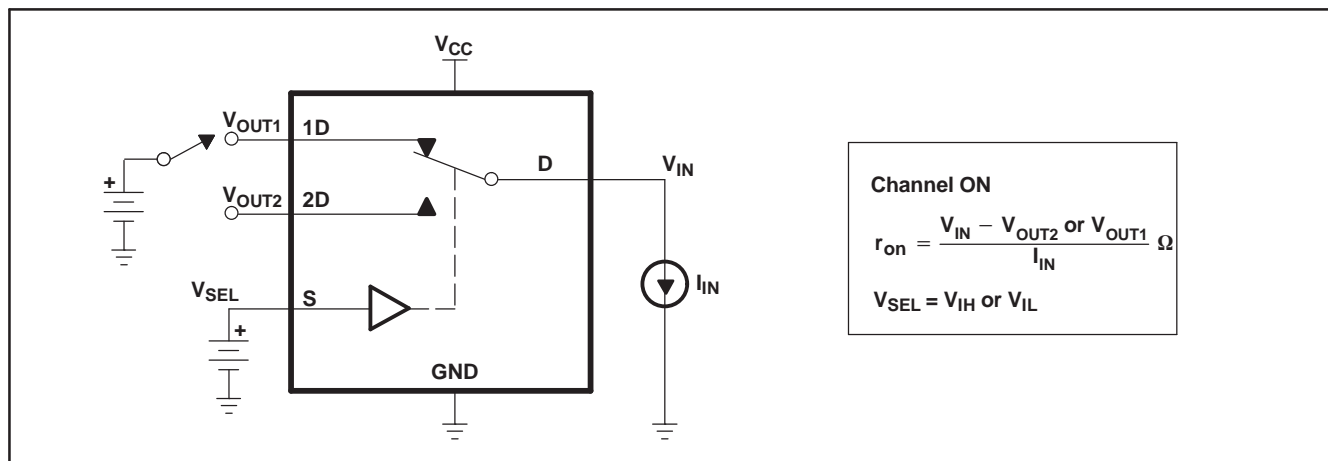 VCC
VOUT1 1D
D
VIN
+
VOUT2 2D
VSEL S
+
IIN
GND
Channel ON
ron = VIN − VOUT2 or VOUT1 / IIN Ω
VSEL = VIH or VIL